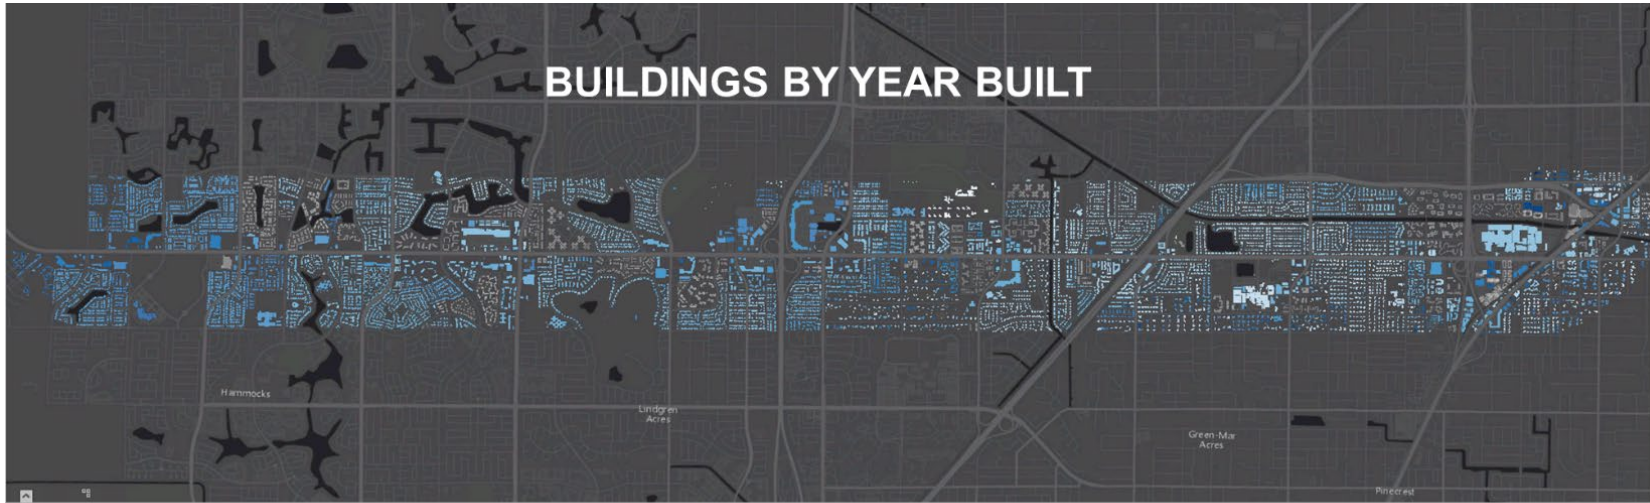 BUILDINGS BY YEAR BUILT
Hammocks
Lindgren
Acres
Green-Mar
Acres
Pinecrest